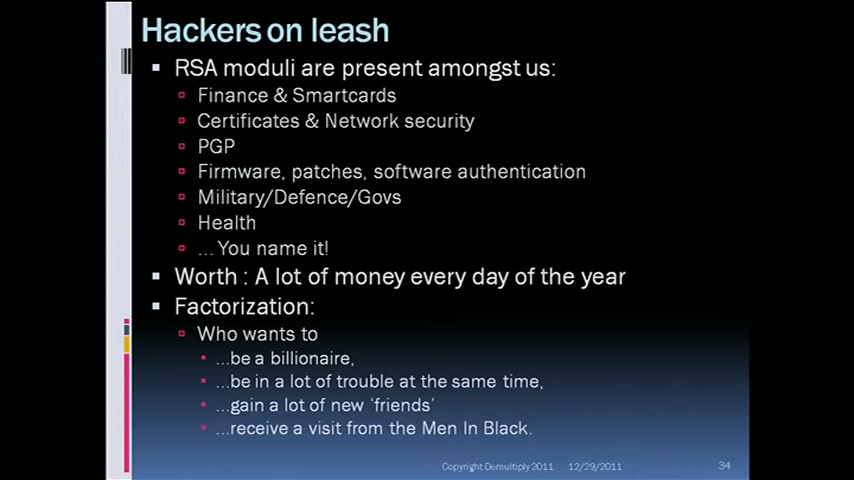 Hackers on leash
RSA moduli are present amongst us:
Finance & Smartcards
Certificates & Network security
PGP
Firmware, patches, software authentication
Military/Defence/Govs
Health
... You name it!
Worth : A lot of money every day of the year
Factorization:
Who wants to
...be a billionaire,
...be in a lot of trouble at the same time,
...gain a lot of new ‘friends’
...receive a visit from the Men In Black.
Copyright Demultiply 2011 12/29/2011 34